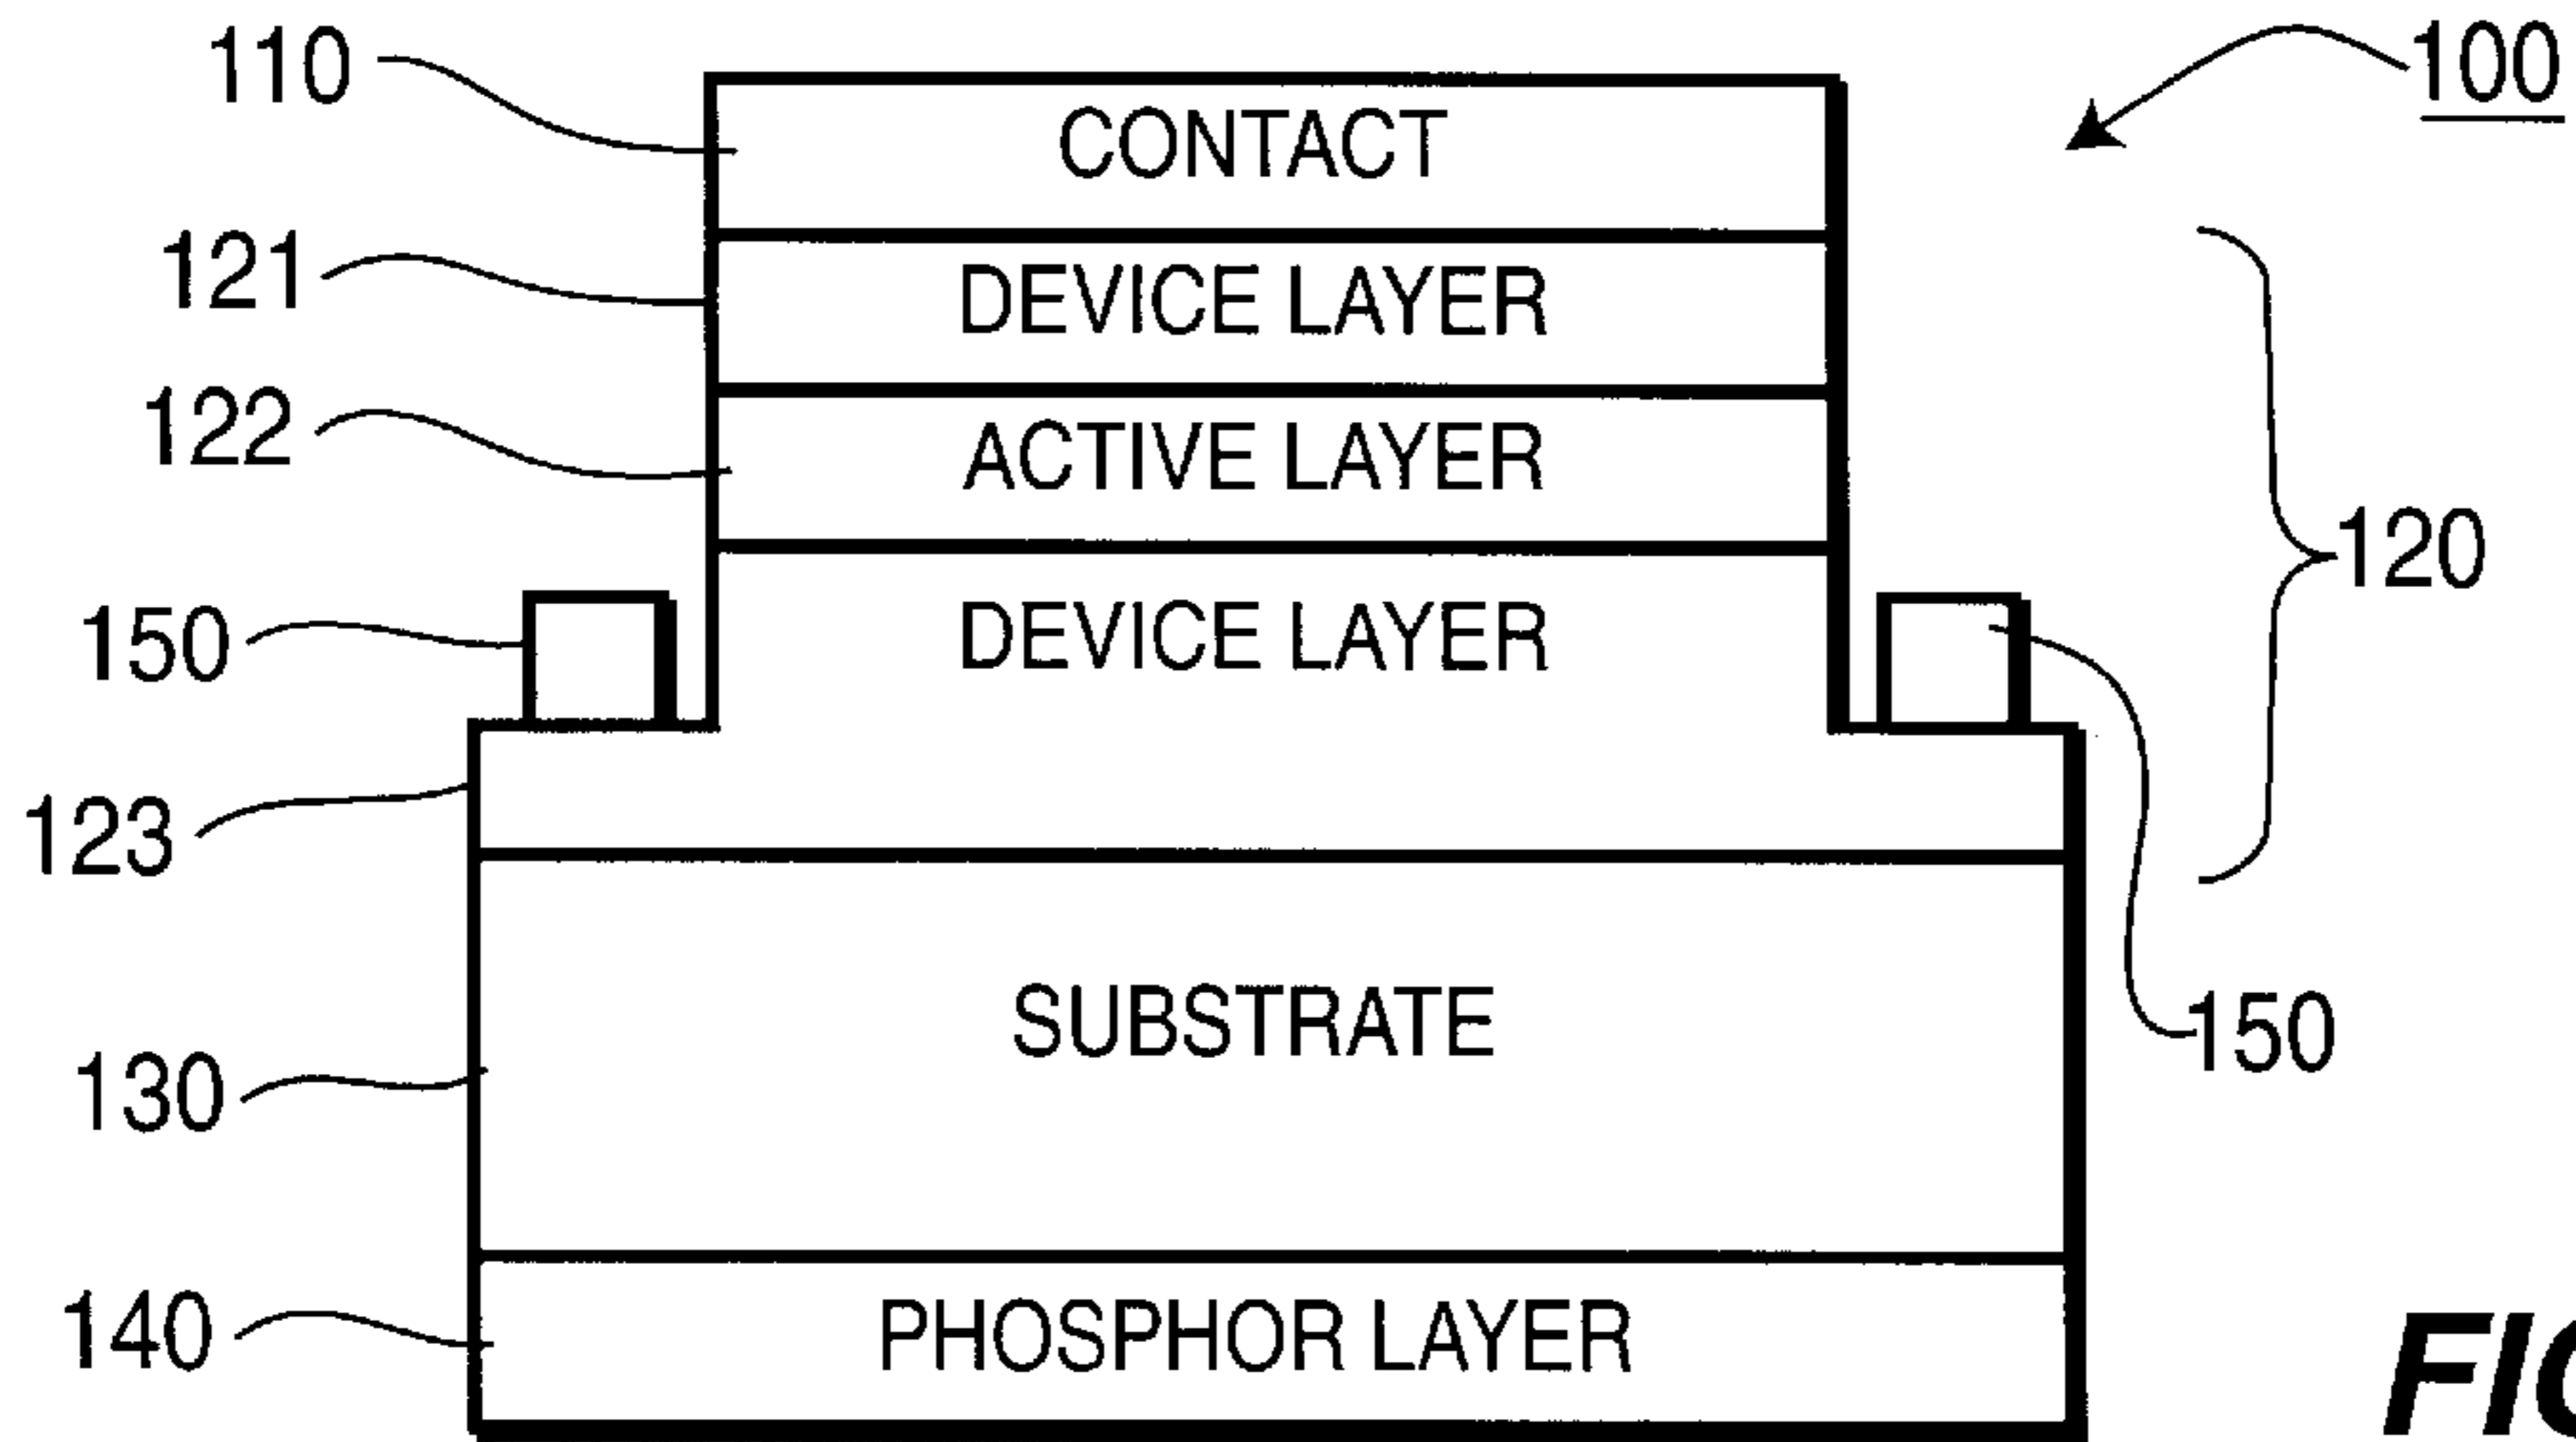 110
CONTACT
100
121
DEVICE LAYER
122
ACTIVE LAYER
120
150
DEVICE LAYER
123
SUBSTRATE
150
130
140
PHOSPHOR LAYER